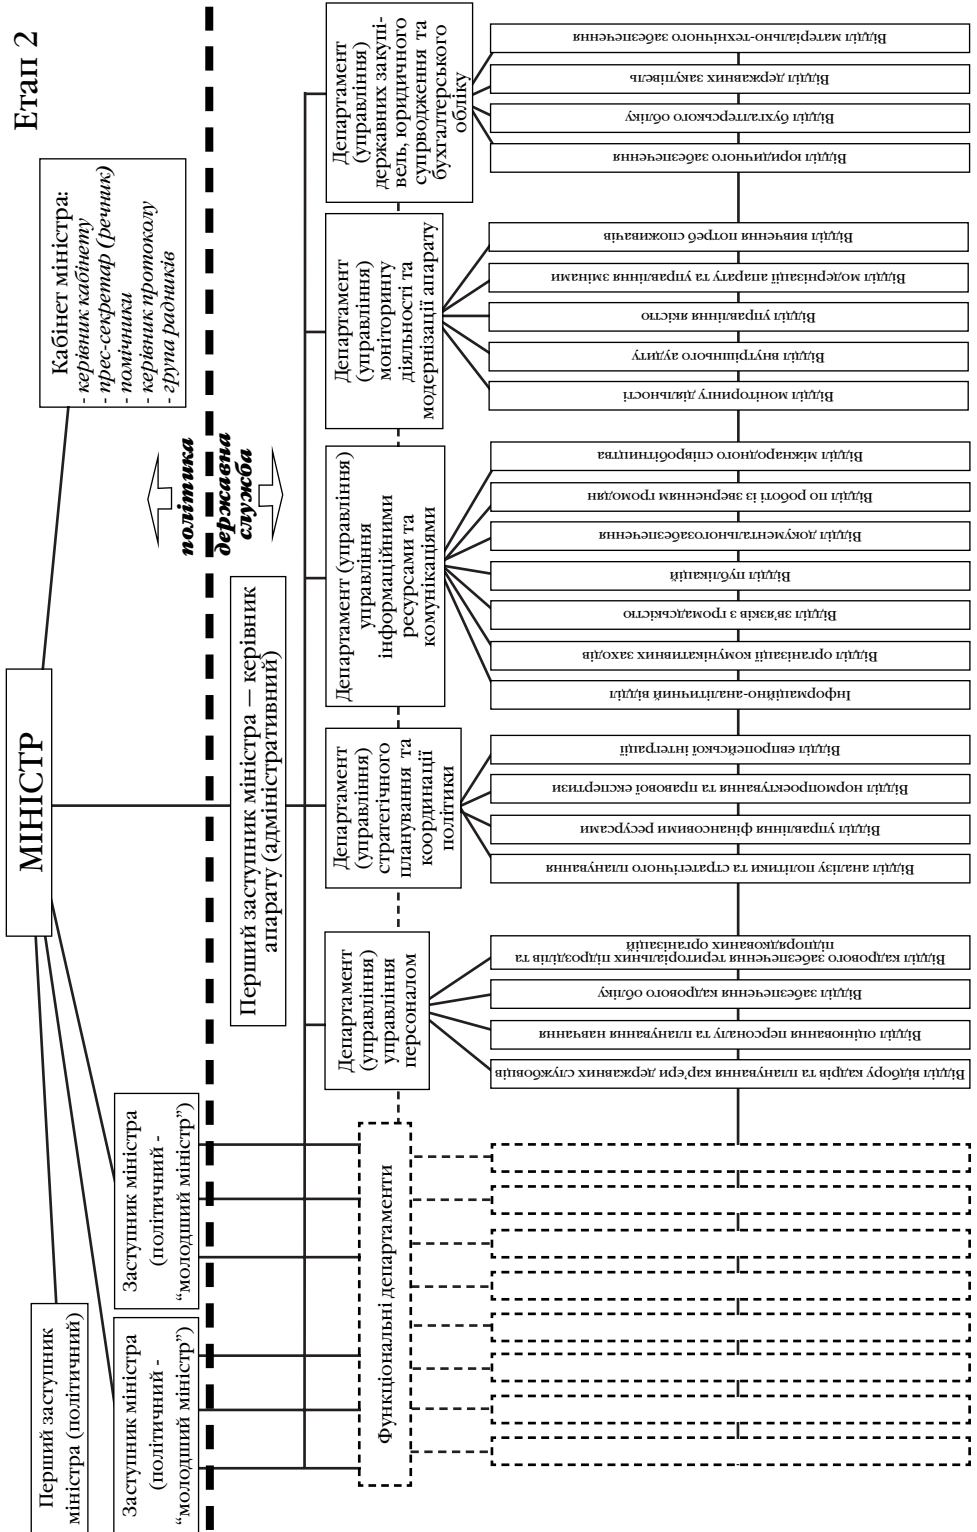 Етап 2
МІНІСТР
Кабінет міністра:
- керівник кабінету
- прес-секретар (речник)
- помічники
- керівник протоколу
- група радників
Перший заступник
міністра (політичний)
Заступник міністра
(політичний -
“молодший міністр”)
Заступник міністра
(політичний -
“молодший міністр”)
політика
державна
служба
Перший заступник міністра — керівник
апарату (адміністративний)
Функціональні департаменти
Департамент
(управління)
управління
персоналом
Департамент
(управління)
стратегічного
планування та
координації
політики
Департамент (управління)
управління
інформаційними
ресурсами та
комунікаціями
Департамент
(управління)
моніторингу
діяльності та
модернізації апарату
Департамент
(управління)
державних закупі-
вель, юридичного
супрводження та
бухгалтерського
обліку
Відділ відбору кадрів та планування кар'єри державних службовців
Відділ оцінювання персоналу та планування навчання
Відділ забезпечення кадрового обліку
Відділ кадрового забезпечення територіальних підрозділів та
підпорядкованих організацій
Відділ аналізу політики та стратегічного планування
Відділ управління фінансовими ресурсами
Відділ нормопроектування та правової експертизи
Відділ европейської інтеграції
Інформаційно-аналітичний відділ
Відділ організації комунікативних заходів
Відділ зв'язків з громадськістю
Відділ публікацій
Відділ документальногозабезпечення
Відділ по роботі із зверненням громодян
Відділ міжнародного співробітництва
Відділ моніторингу діяльності
Відділ внутрішнього аудиту
Відділ управління якістю
Відділ модернізації апарату та управління змінами
Відділ вивчення потреб споживачів
Відділ юридичного забезпечення
Відділ бухгалтерського обліку
Відділ державних закупівель
Відділ матеріально-технічного забезпечення